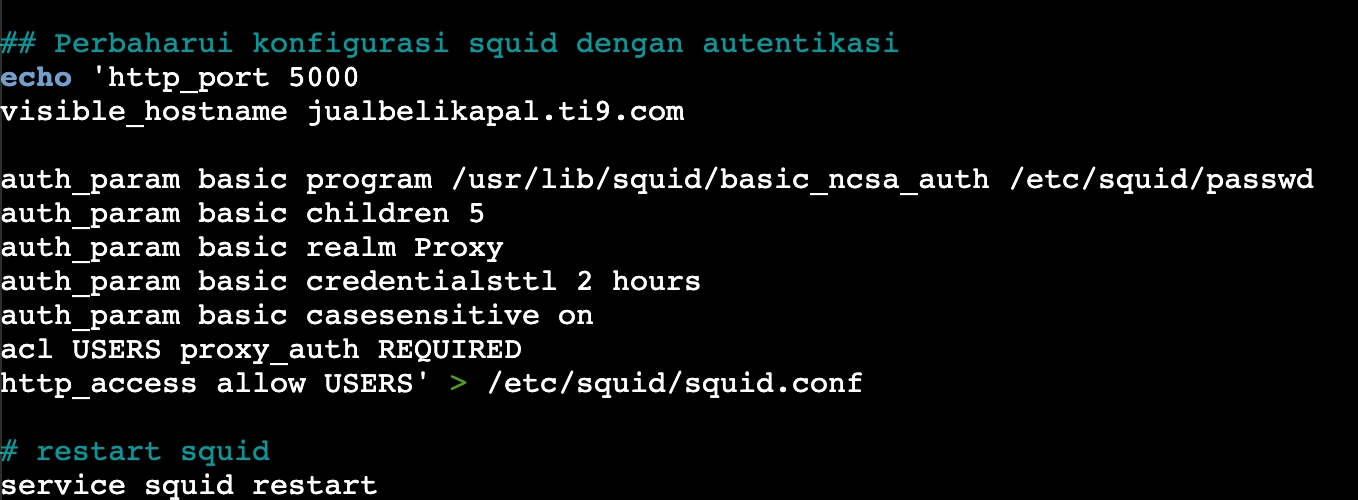 ## Perbaharui konfigurasi squid dengan autentikasi
echo 'http_port 5000
visible_hostname jualbelikapal.ti9.com
auth_param basic program /usr/lib/squid/basic_ncsa_auth /etc/squid/passwd
auth_param basic children 5
auth_param basic realm Proxy
auth_param basic credentialsttl 2 hours
auth_param basic casesensitive on
acl USERS proxy_auth REQUIRED
http_access allow USERS' > /etc/squid/squid.conf
# restart squid
service squid restart